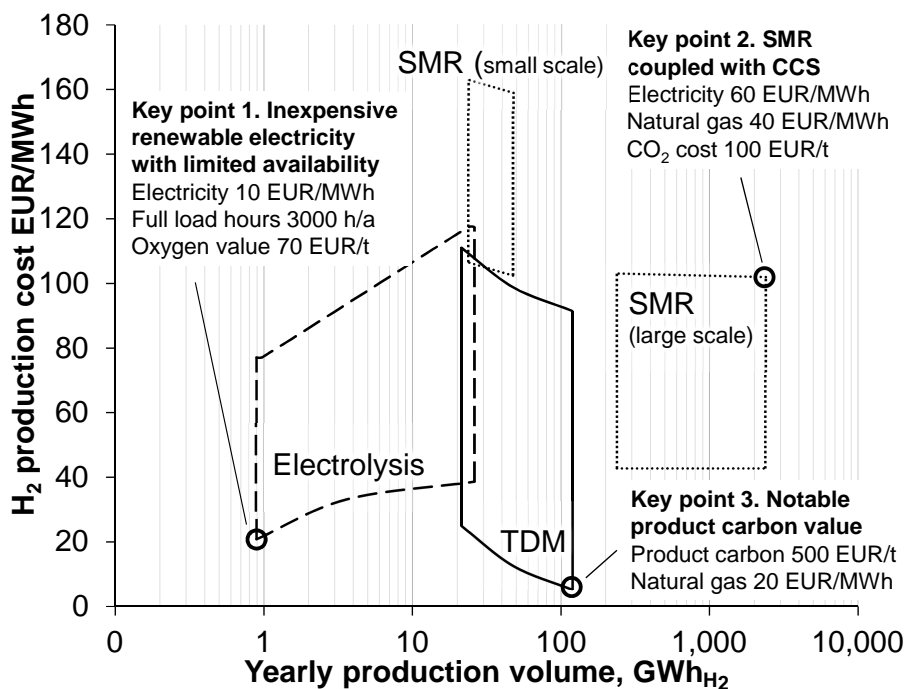 H2 production cost EUR/MWh
180
160
140
120
100
80
60
40
20
0
Key point 1. Inexpensive
renewable electricity
with limited availability
Electricity 10 EUR/MWh
Full load hours 3000 h/a
Oxygen value 70 EUR/t
SMR (small scale)
Key point 2. SMR
coupled with CCS
Electricity 60 EUR/MWh
Natural gas 40 EUR/MWh
CO2 cost 100 EUR/t
SMR
(large scale)
Electrolysis
TDM
Key point 3. Notable
product carbon value
Product carbon 500 EUR/t
Natural gas 20 EUR/MWh
0 1 10 100 1,000 10,000
Yearly production volume, GWhH2